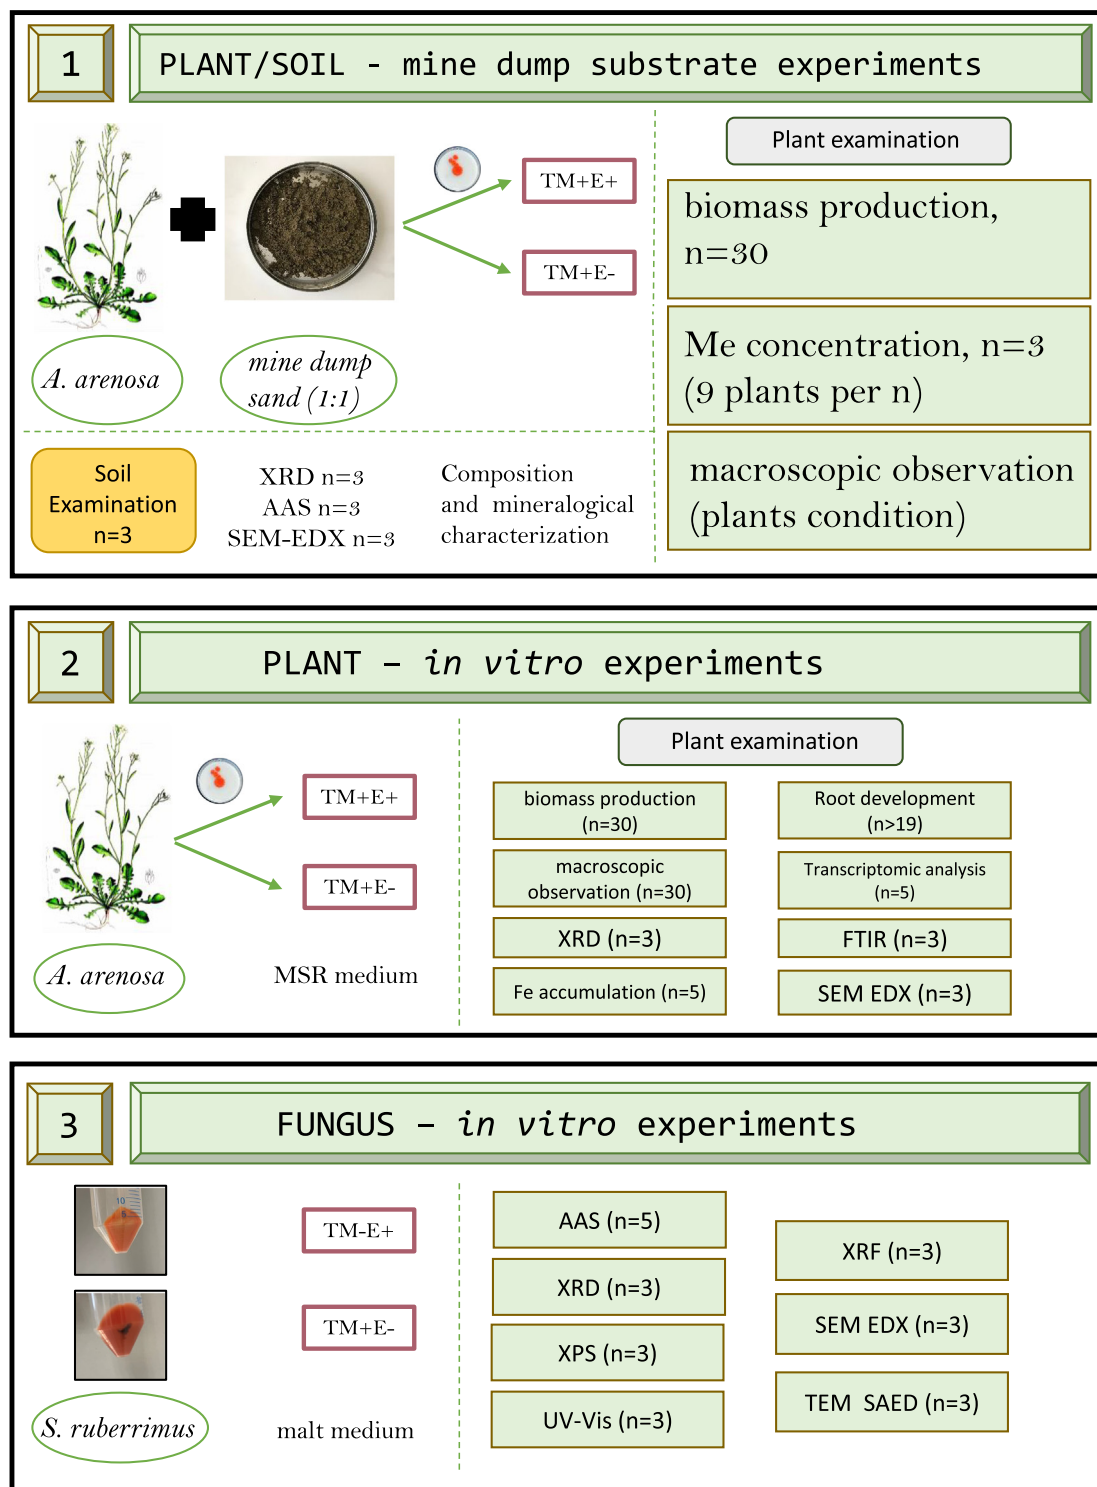 1
PLANT/SOIL - mine dump substrate experiments
TM+E+
TM+E-
A. arenosa
mine dump
sand (1:1)
Plant examination
biomass production,
n=30
Me concentration, n=3
(9 plants per n)
macroscopic observation
(plants condition)
Soil
Examination
n=3
XRD n=3
AAS n=3
SEM-EDX n=3
Composition
and mineralogical
characterization
2
PLANT – in vitro experiments
TM+E+
TM+E-
A. arenosa
MSR medium
Plant examination
biomass production
(n=30)
macroscopic
observation (n=30)
XRD (n=3)
Fe accumulation (n=5)
Root development
(n>19)
Transcriptomic analysis
(n=5)
FTIR (n=3)
SEM EDX (n=3)
3
FUNGUS – in vitro experiments
10
TM-E+
TM+E-
S. ruberrimus
malt medium
AAS (n=5)
XRD (n=3)
XPS (n=3)
UV-Vis (n=3)
XRF (n=3)
SEM EDX (n=3)
TEM SAED (n=3)